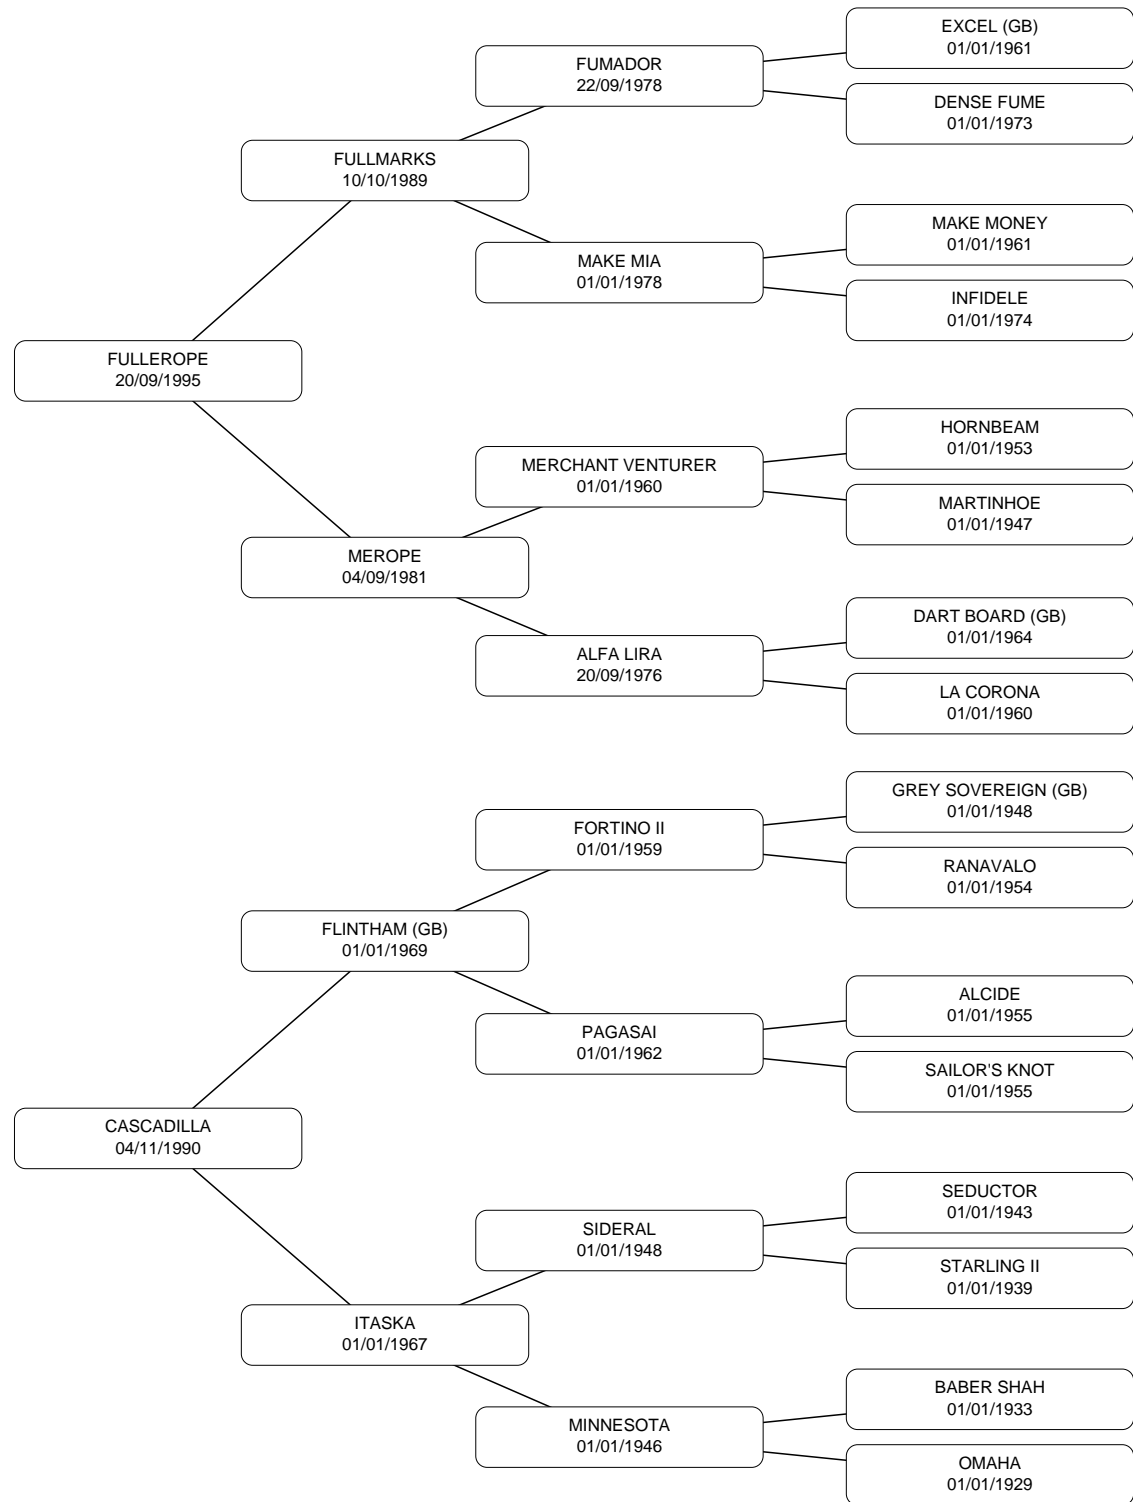 EXCEL (GB)
01/01/1961
FUMADOR
22/09/1978
DENSE FUME
01/01/1973
FULLMARKS
10/10/1989
MAKE MONEY
01/01/1961
MAKE MIA
01/01/1978
INFIDELE
01/01/1974
FULLEROPE
20/09/1995
HORNBEAM
01/01/1953
MERCHANT VENTURER
01/01/1960
MARTINHOE
01/01/1947
MEROPE
04/09/1981
DART BOARD (GB)
01/01/1964
ALFA LIRA
20/09/1976
LA CORONA
01/01/1960
GREY SOVEREIGN (GB)
01/01/1948
FORTINO II
01/01/1959
RANAVALO
01/01/1954
FLINTHAM (GB)
01/01/1969
ALCIDE
01/01/1955
PAGASAI
01/01/1962
SAILOR'S KNOT
01/01/1955
CASCADILLA
04/11/1990
SEDUCTOR
01/01/1943
SIDERAL
01/01/1948
STARLING II
01/01/1939
ITASKA
01/01/1967
BABER SHAH
01/01/1933
MINNESOTA
01/01/1946
OMAHA
01/01/1929